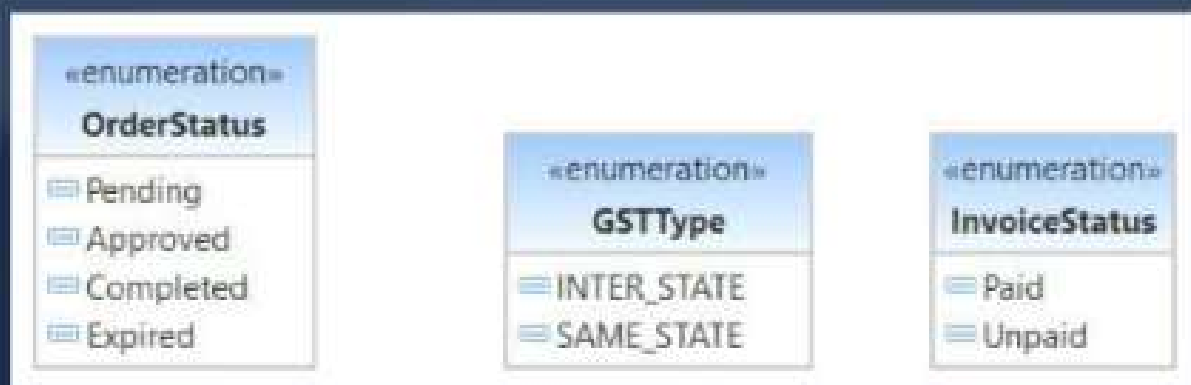 «enumeration»
OrderStatus
Pending
Approved
Completed
Expired
«enumeration»
GSTType
INTER_STATE
SAME_STATE
«enumeration»
InvoiceStatus
Paid
Unpaid